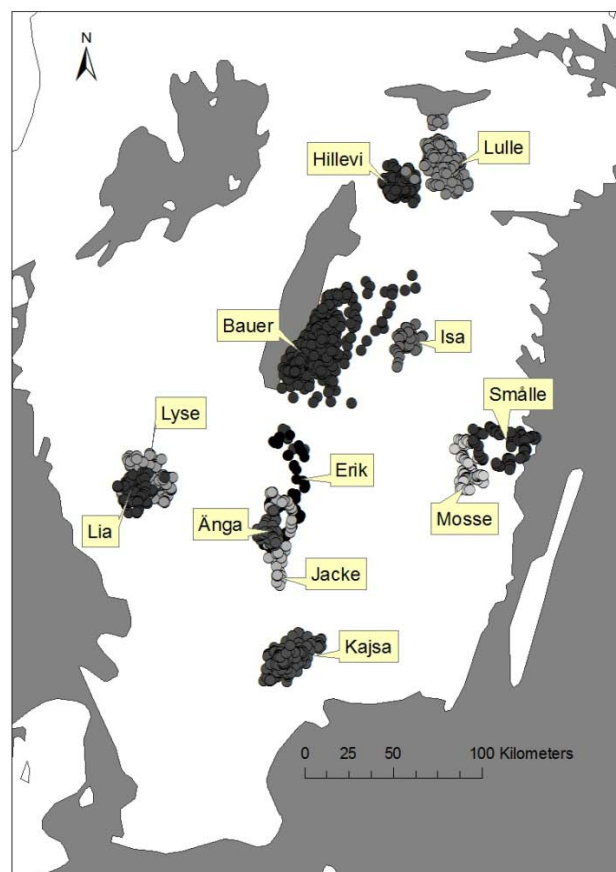 N
Lulle
Hillevi
Bauer
Isa
Smålle
Lyse
Erik
Mosse
Lia
Änga
Jacke
Kajsa
0 25 50 100 Kilometers